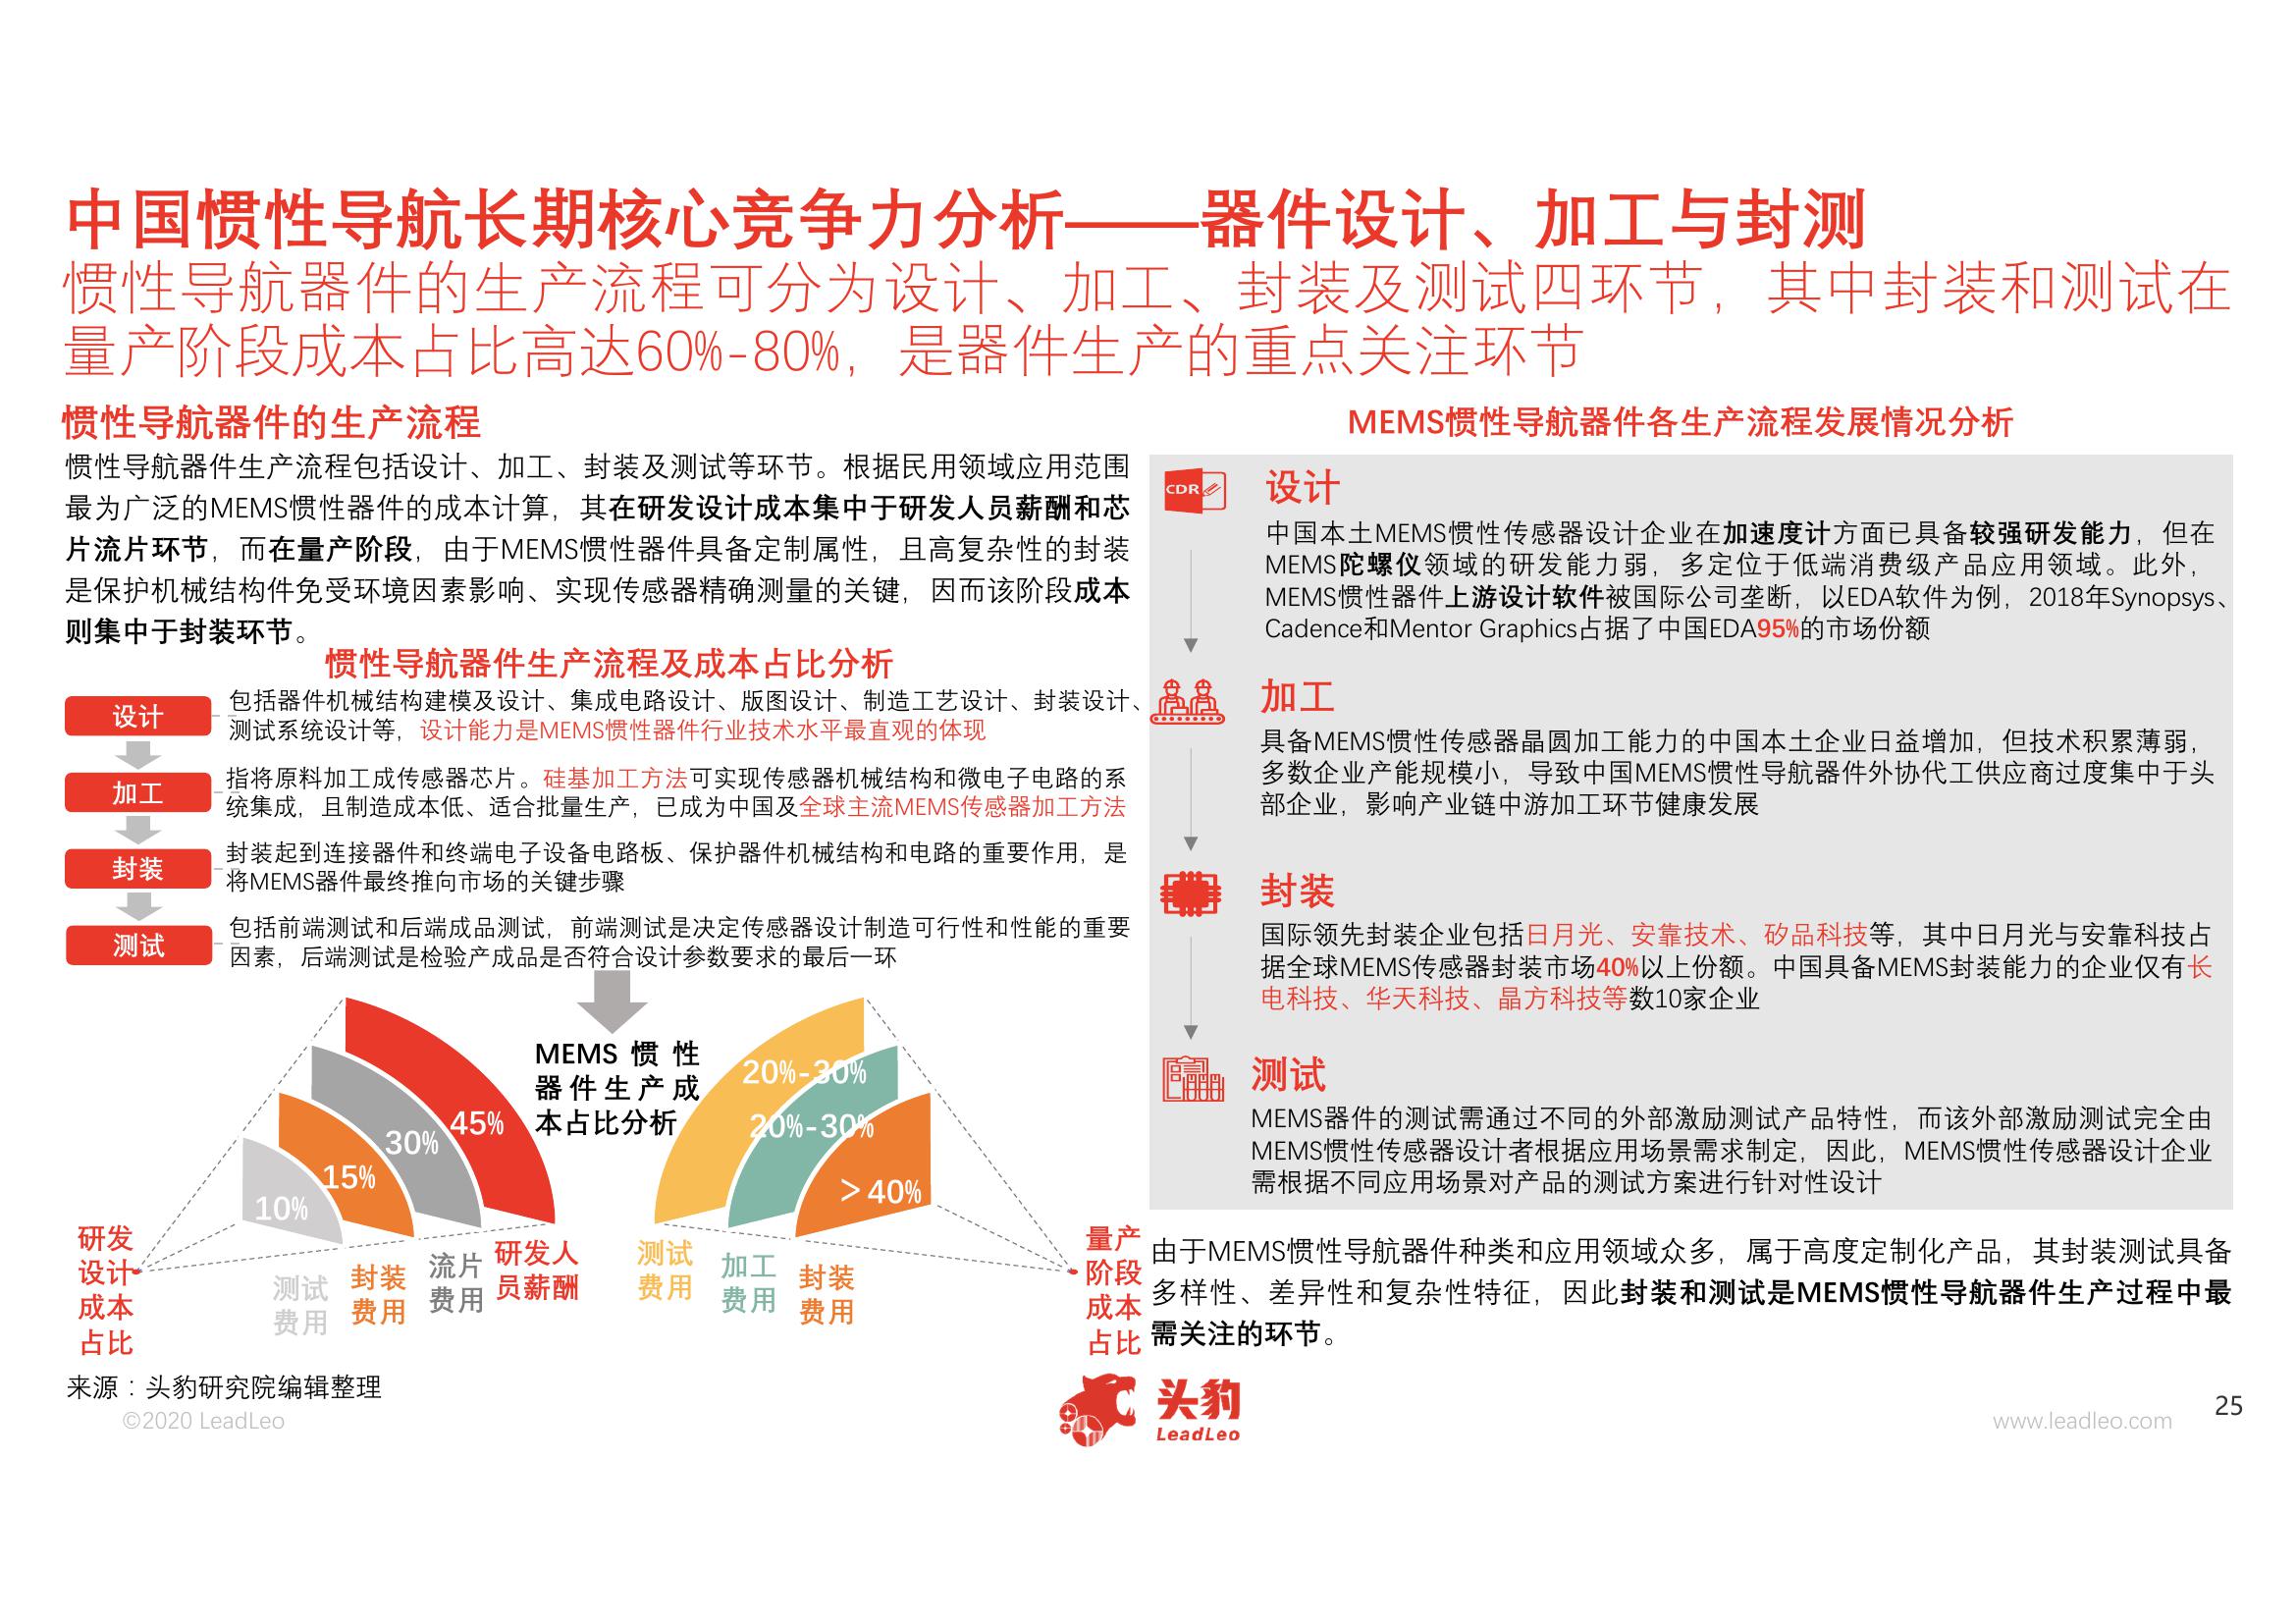 中国惯性导航长期核心竞争力分析——器件设计、加工与封测
惯性导航器件的生产流程可分为设计、加工、封装及测试四环节，其中封装和测试在
量产阶段成本占比高达60%-80%，是器件生产的重点关注环节
惯性导航器件的生产流程
惯性导航器件生产流程包括设计、加工、封装及测试等环节。根据民用领域应用范围
最为广泛的MEMS惯性器件的成本计算，其在研发设计成本集中于研发人员薪酬和芯
片流片环节，而在量产阶段，由于MEMS惯性器件具备定制属性，且高复杂性的封装
是保护机械结构件免受环境因素影响、实现传感器精确测量的关键，因而该阶段成本
则集中于封装环节。
惯性导航器件生产流程及成本占比分析
设计
包括器件机械结构建模及设计、集成电路设计、版图设计、制造工艺设计、封装设计、
测试系统设计等，设计能力是MEMS惯性器件行业技术水平最直观的体现
加工
指将原料加工成传感器芯片。硅基加工方法可实现传感器机械结构和微电子电路的系
统集成，且制造成本低、适合批量生产，已成为中国及全球主流MEMS传感器加工方法
封装
封装起到连接器件和终端电子设备电路板、保护器件机械结构和电路的重要作用，是
将MEMS器件最终推向市场的关键步骤
测试
包括前端测试和后端成品测试，前端测试是决定传感器设计制造可行性和性能的重要
因素，后端测试是检验产成品是否符合设计参数要求的最后一环
MEMS惯性
器件生产成
本占比分析
10%
15%
30%
45%
20%-30%
20%-30%
＞40%
研发
设计
成本
占比
测试
费用
封装
费用
流片
费用
研发人
员薪酬
测试
费用
加工
费用
封装
费用
量产
阶段
成本
占比
来源：头豹研究院编辑整理
MEMS惯性导航器件各生产流程发展情况分析
CDR
设计
中国本土MEMS惯性传感器设计企业在加速度计方面已具备较强研发能力，但在
MEMS陀螺仪领域的研发能力弱，多定位于低端消费级产品应用领域。此外，
MEMS惯性器件上游设计软件被国际公司垄断，以EDA软件为例，2018年Synopsys、
Cadence和Mentor Graphics占据了中国EDA95%的市场份额
加工
具备MEMS惯性传感器晶圆加工能力的中国本土企业日益增加，但技术积累薄弱，
多数企业产能规模小，导致中国MEMS惯性导航器件外协代工供应商过度集中于头
部企业，影响产业链中游加工环节健康发展
封装
国际领先封装企业包括日月光、安靠技术、矽品科技等，其中日月光与安靠科技占
据全球MEMS传感器封装市场40%以上份额。中国具备MEMS封装能力的企业仅有长
电科技、华天科技、晶方科技等数10家企业
测试
MEMS器件的测试需通过不同的外部激励测试产品特性，而该外部激励测试完全由
MEMS惯性传感器设计者根据应用场景需求制定，因此，MEMS惯性传感器设计企业
需根据不同应用场景对产品的测试方案进行针对性设计
由于MEMS惯性导航器件种类和应用领域众多，属于高度定制化产品，其封装测试具备
多样性、差异性和复杂性特征，因此封装和测试是MEMS惯性导航器件生产过程中最
需关注的环节。
©2020 LeadLeo
头豹
LeadLeo
www.leadleo.com
25